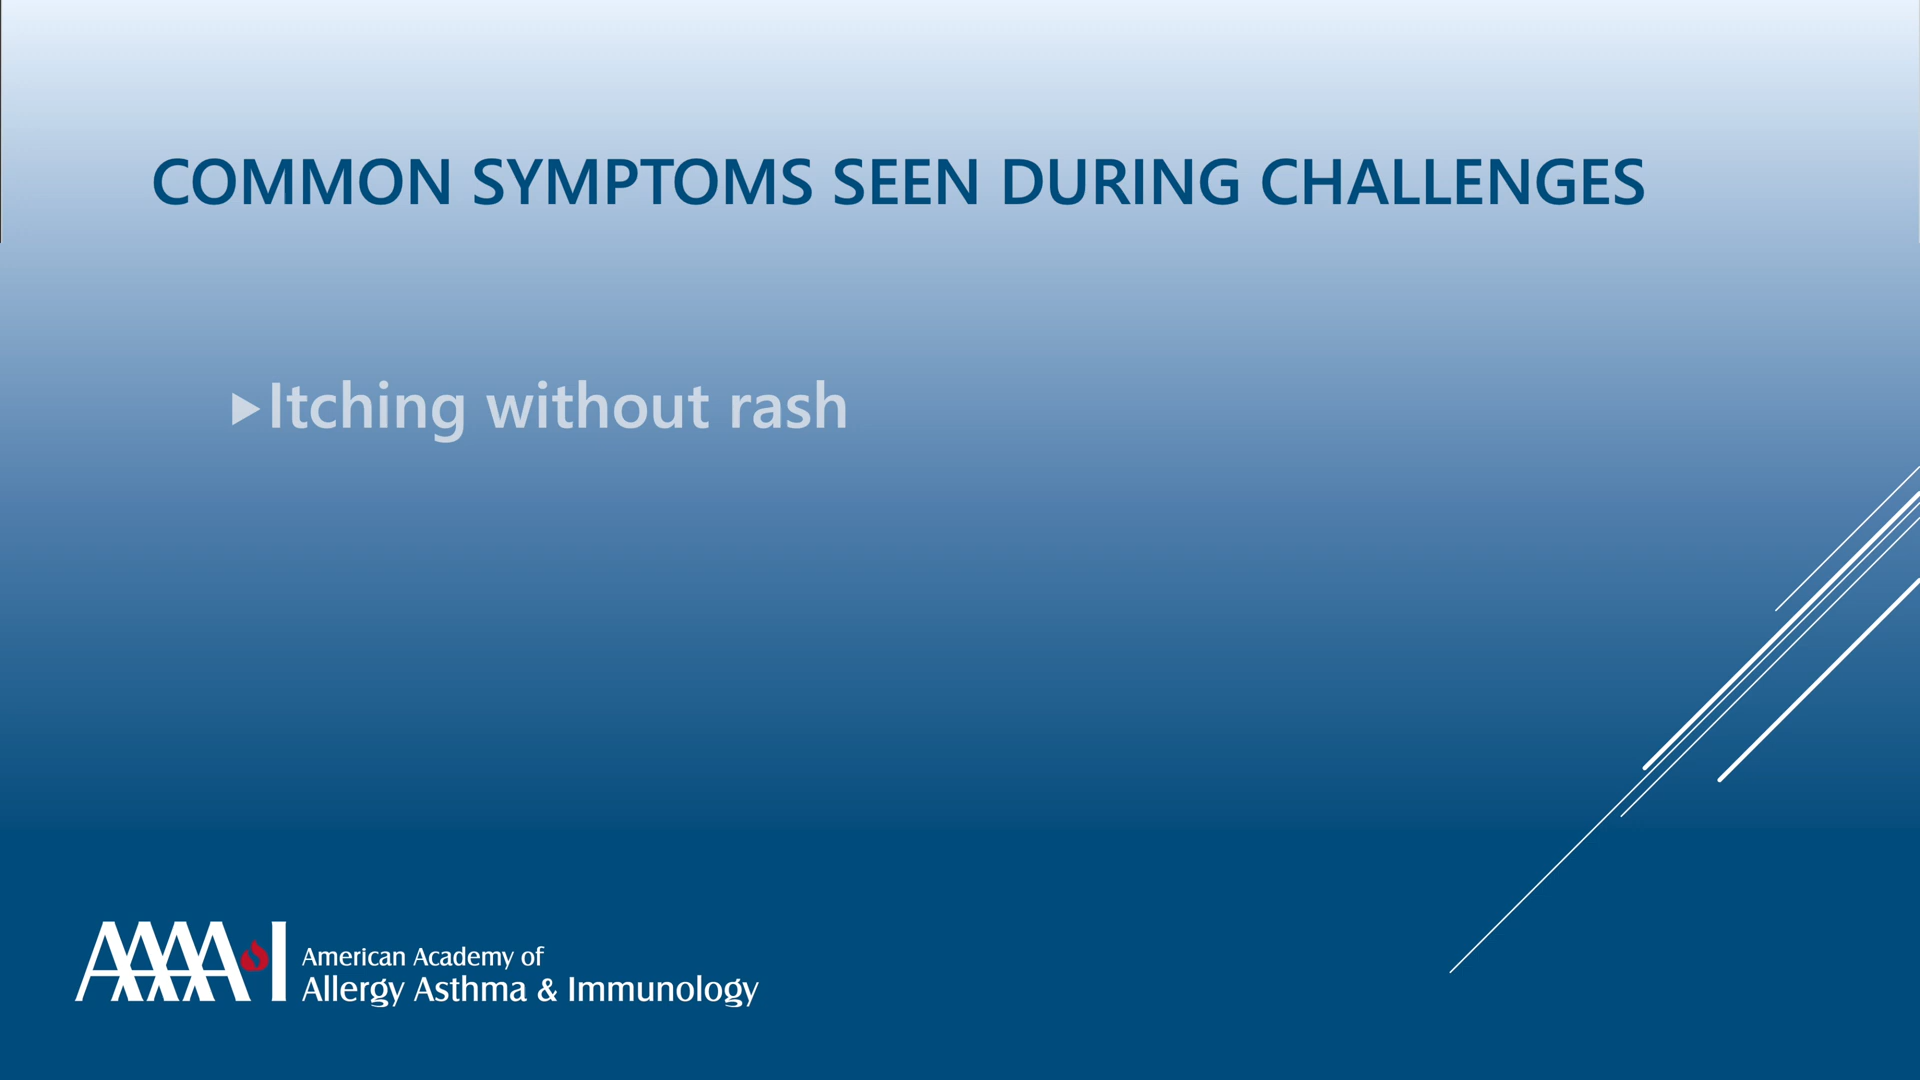 COMMON SYMPTOMS SEEN DURING CHALLENGES
Itching without rash
AAAAI
American Academy of
Allergy Asthma & Immunology